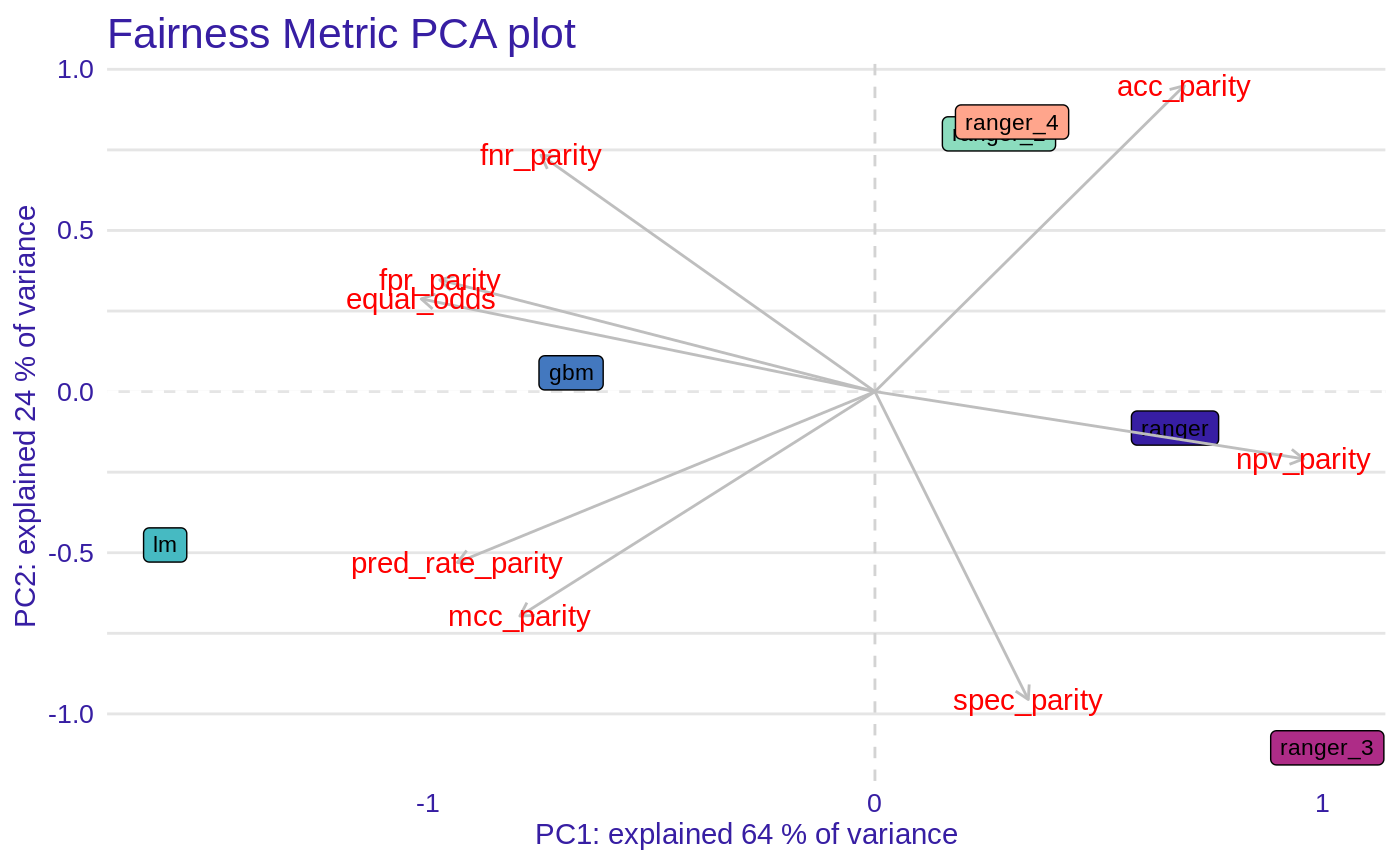 Fairness Metric PCA plot
1.0
acc_parity
ranger_4
fnr_parity
0.5
fpr_parity
equal_odds
gbm
0.0
ranger
npv_parity
lm
-0.5
pred_rate_parity
mcc_parity
spec_parity
-1.0
ranger_3
-1
0
1
PC1: explained 64 % of variance
PC2: explained 24 % of variance